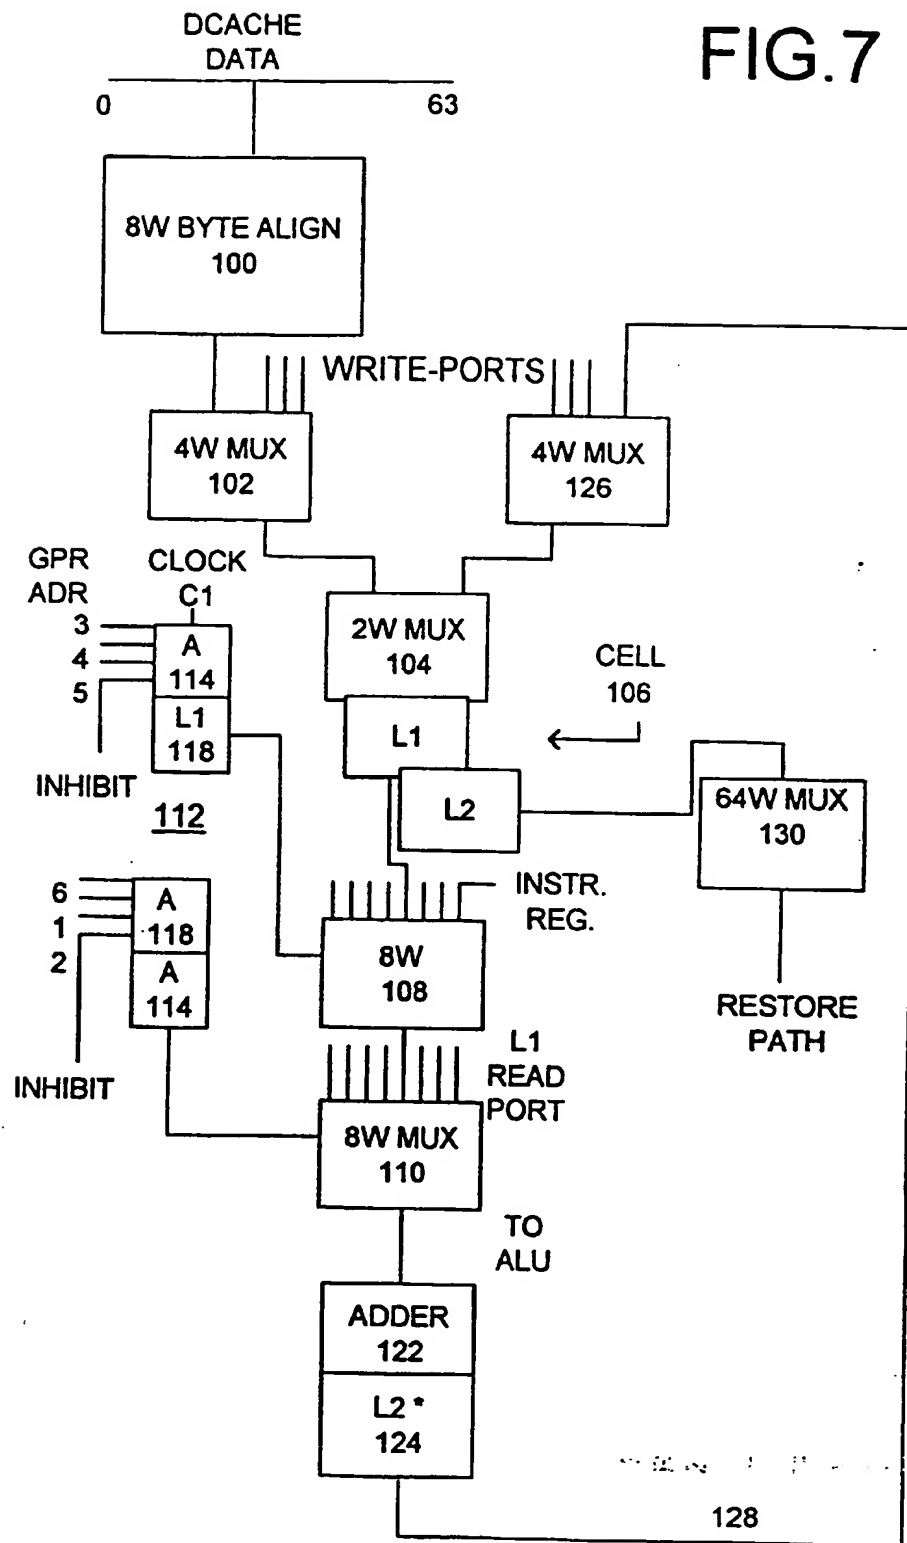 DCACHE
DATA
FIG.7
0
63
8W BYTE ALIGN
100
WRITE-PORTS
4W MUX
102
4W MUX
126
GPR
ADR
CLOCK
C1
3
4
5
A
114
L1
118
INHIBIT
112
2W MUX
104
L1
L2
CELL
106
64W MUX
130
RESTORE
PATH
6
1
2
A
118
A
114
INHIBIT
INSTR.
REG.
8W
108
L1
READ
PORT
8W MUX
110
TO
ALU
ADDER
122
L2 *
124
128